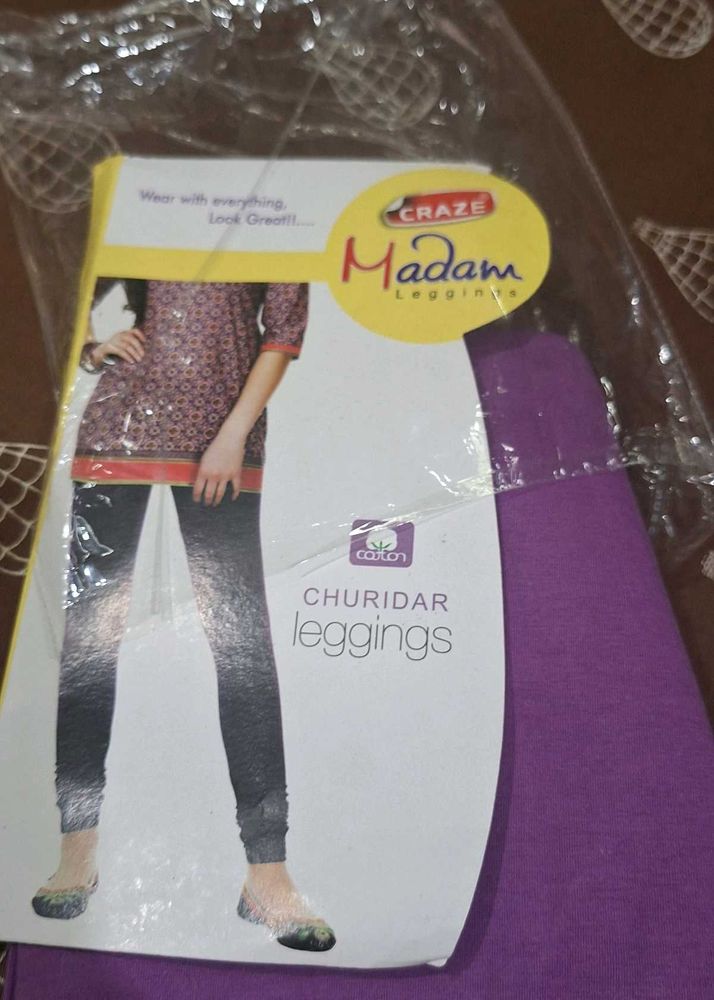 Wear with everything,
Look Great!!....
CRAZE
Madam
Leggings
cotton
CHURIDAR
leggings